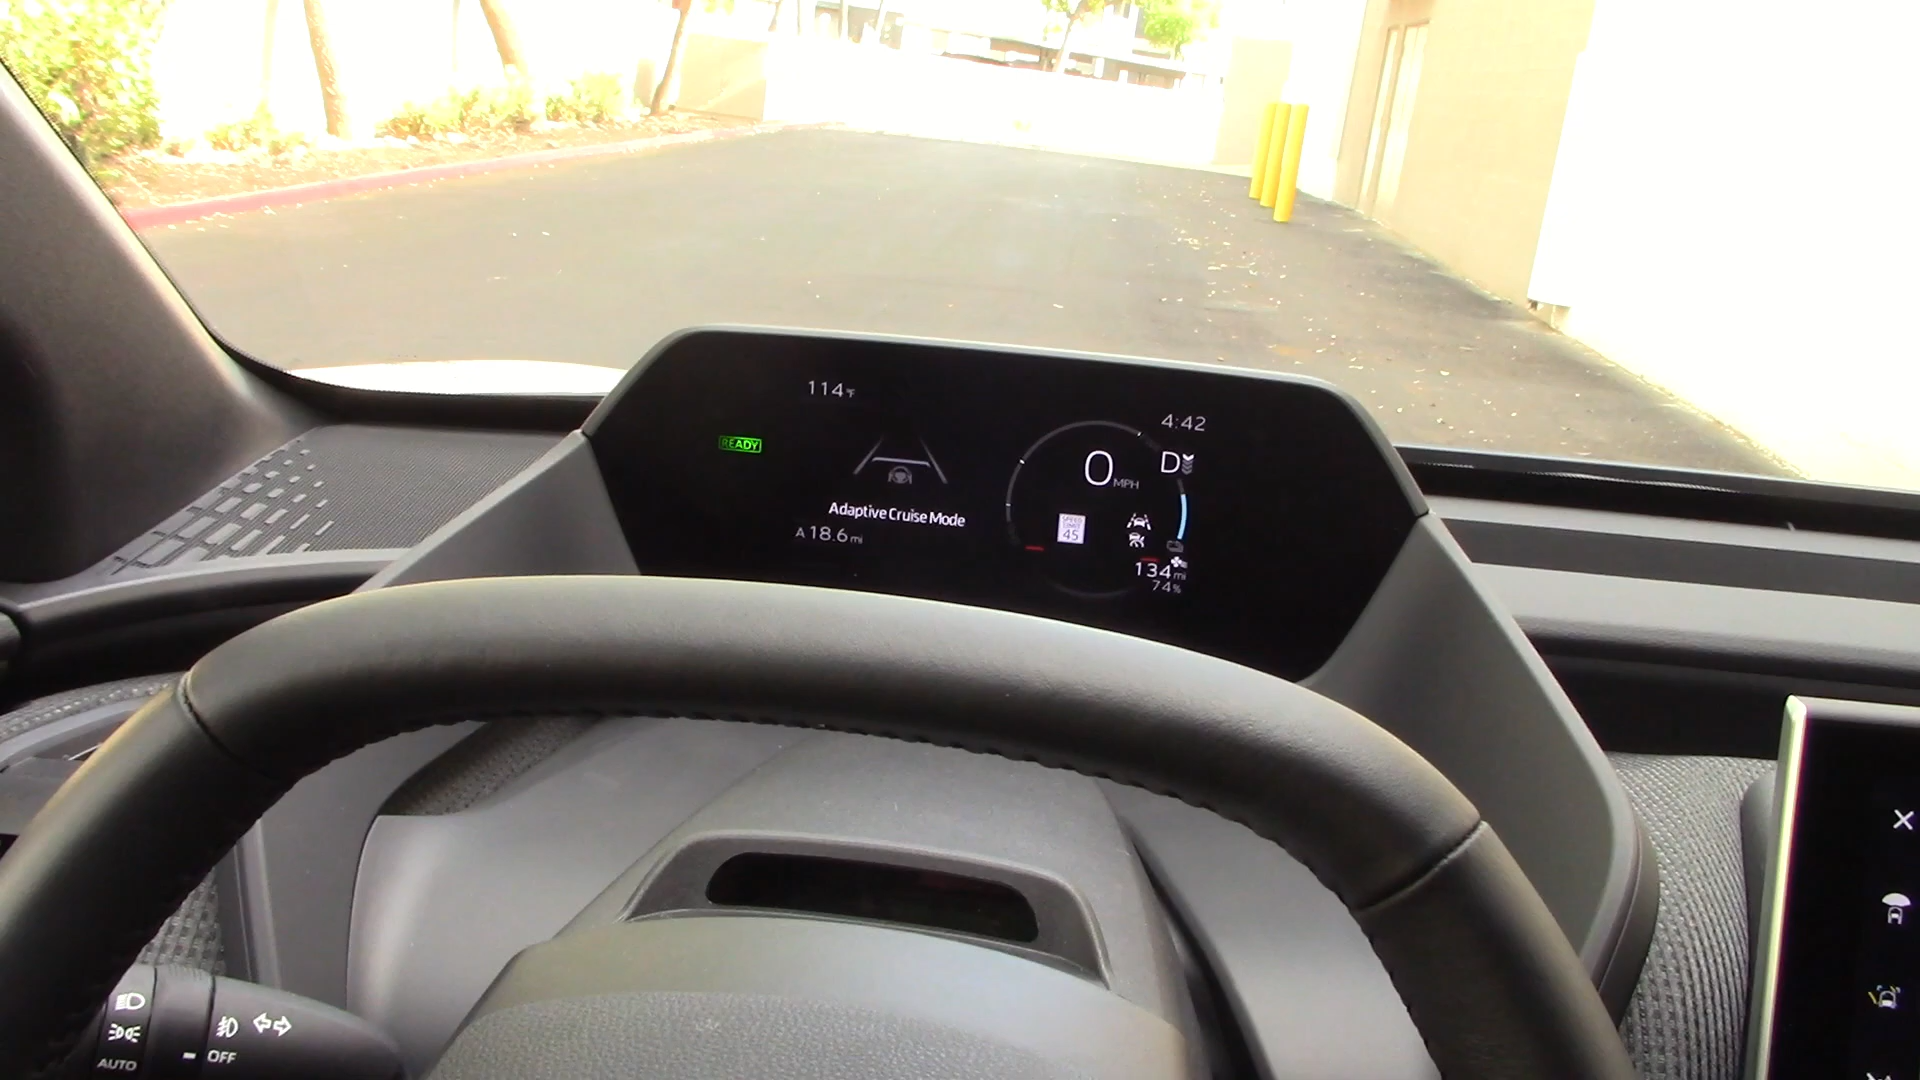 114°F
4:42
READY
0 MPH
D
Adaptive Cruise Mode
A 18.6 mi
SPEED
LIMIT
45
134 mi
74%
OFF
AUTO